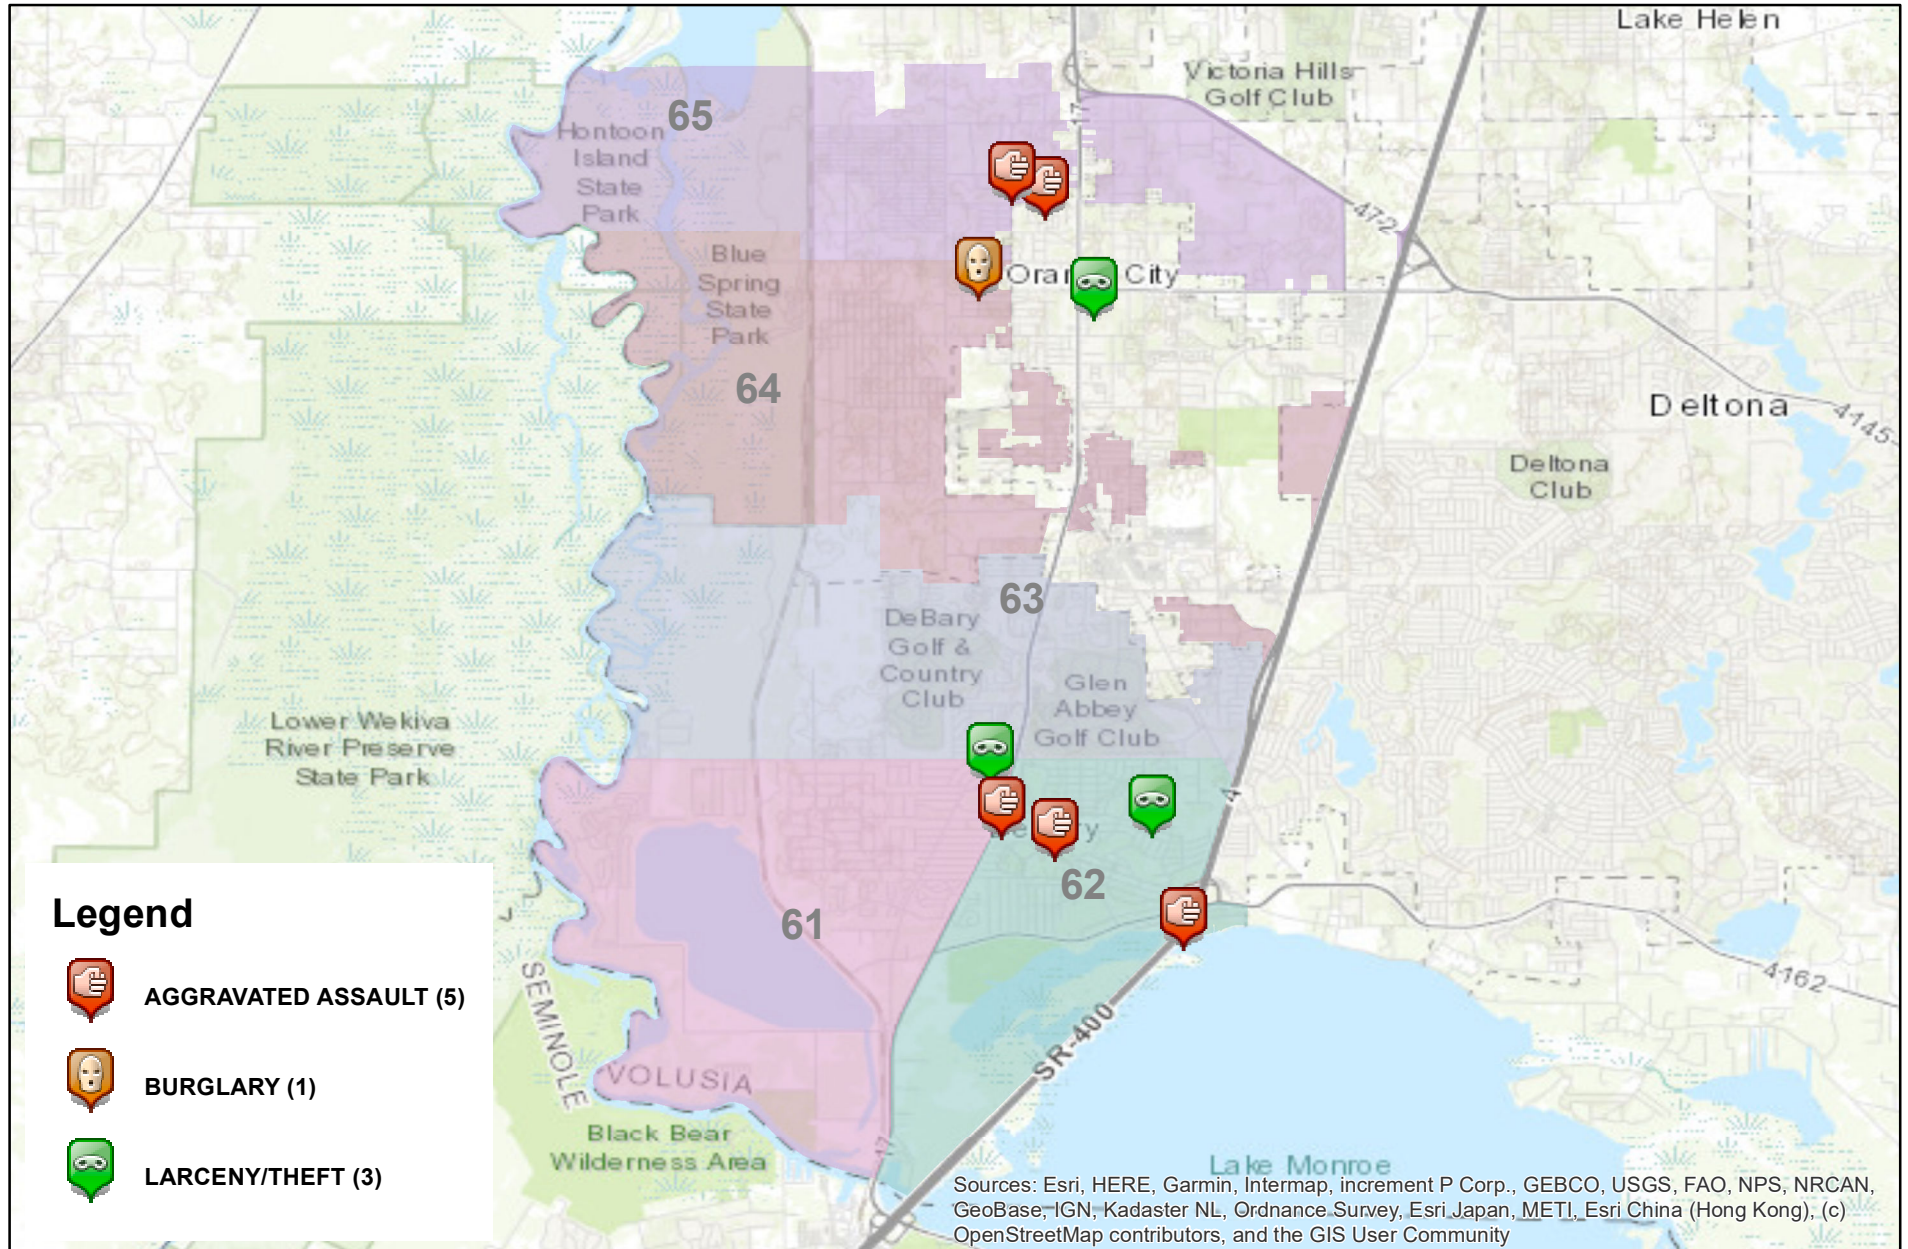 Lake Helen
Victoria Hills
Golf Club
65
Hontoon
Island
State
Park
17
472
Blue
Spring
State
Park
City
64
Deltona
4145
Deltona
Club
63
DeBary
Golf &
Country
Club
Glen
Abbey
Golf Club
Lower Wekiva
River Preserve
State Park
4
62
61
Legend
AGGRAVATED ASSAULT (5)
BURGLARY (1)
LARCENY/THEFT (3)
SEMINOLE
VOLUSIA
SR-400
4162
17
Black Bear
Wilderness Area
Lake Monroe
Sources: Esri, HERE, Garmin, Intermap, increment P Corp., GEBCO, USGS, FAO, NPS, NRCAN,
GeoBase, IGN, Kadaster NL, Ordnance Survey, Esri Japan, METI, Esri China (Hong Kong), (c)
OpenStreetMap contributors, and the GIS User Community